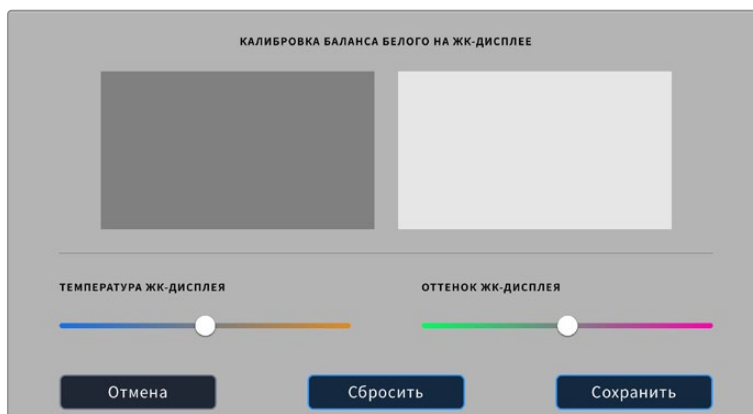 КАЛИБРОВКА БАЛАНСА БЕЛОГО НА ЖК-ДИСПЛЕЕ
ТЕМПЕРАТУРА ЖК-ДИСПЛЕЯ
ОТТЕНОК ЖК-ДИСПЛЕЯ
Отмена
Сбросить
Сохранить